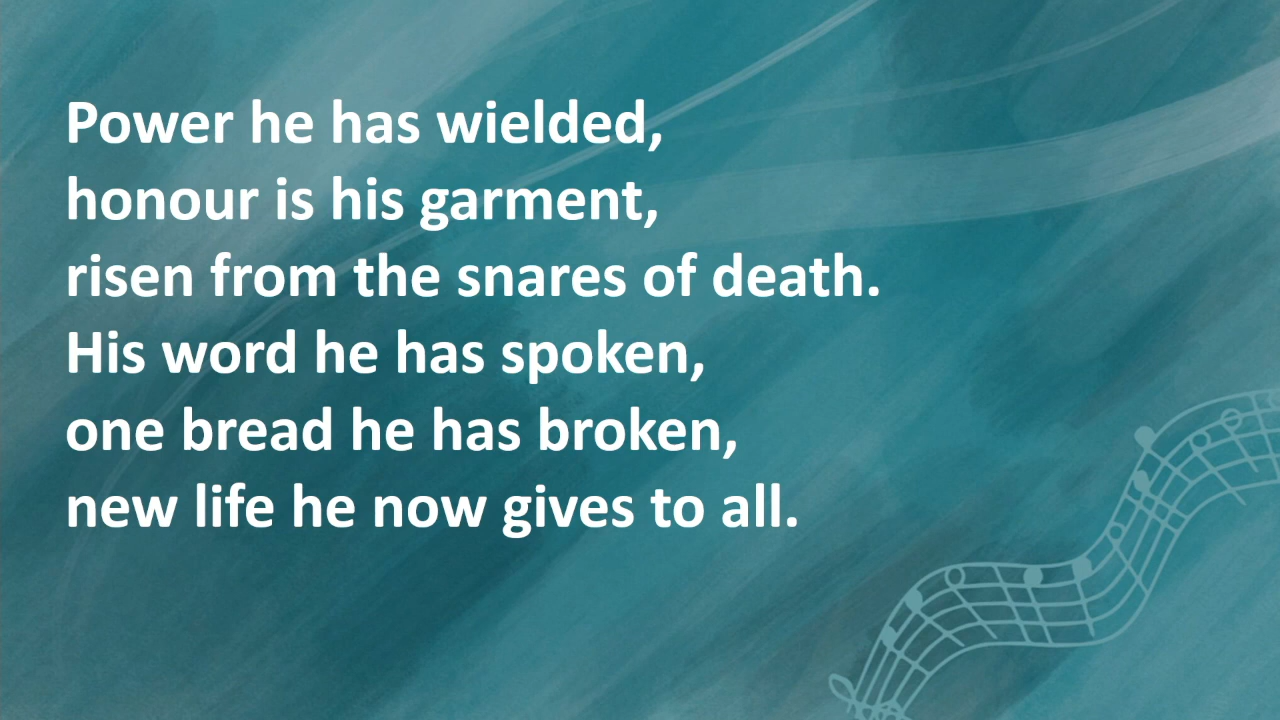 Power he has wielded,
honour is his garment,
risen from the snares of death.
His word he has spoken,
one bread he has broken,
new life he now gives to all.